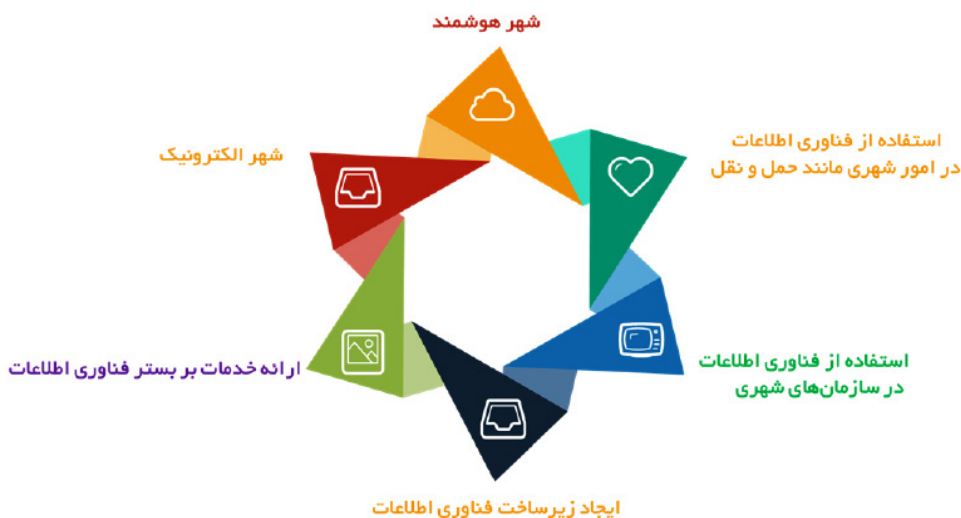 شهر هوشمند
استفاده از فناوری اطلاعات
در امور شهری مانند حمل و نقل
شهر الکترونیک
استفاده از فناوری اطلاعات
در سازمان‌های شهری
ارائه خدمات بر بستر فناوری اطلاعات
ایجاد زیرساخت فناوری اطلاعات